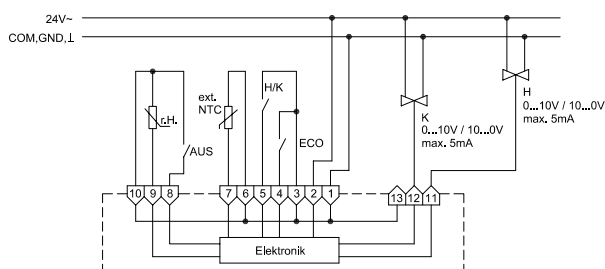 24V~
COM,GND,⊥
r.H.
AUS
ext.
NTC
H/K
ECO
K
0...10V / 10...0V
max. 5mA
H
0...10V / 10...0V
max. 5mA
10 9 8 7 6 5 4 3 2 1 13 12 11
Elektronik